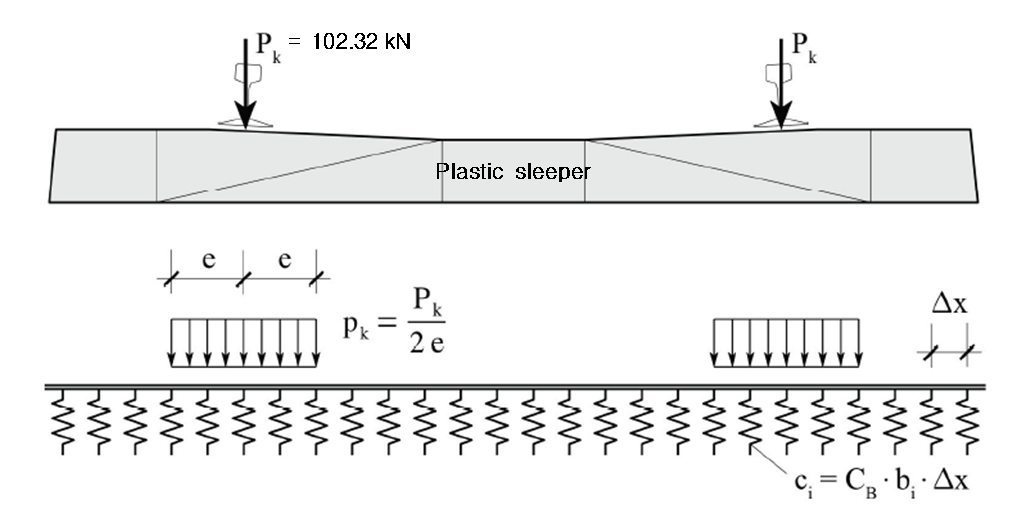 P_k = 102.32 kN
P_k
Plastic sleeper
e e
p_k = P_k / 2 e
Δx
c_i = C_B · b_i · Δx